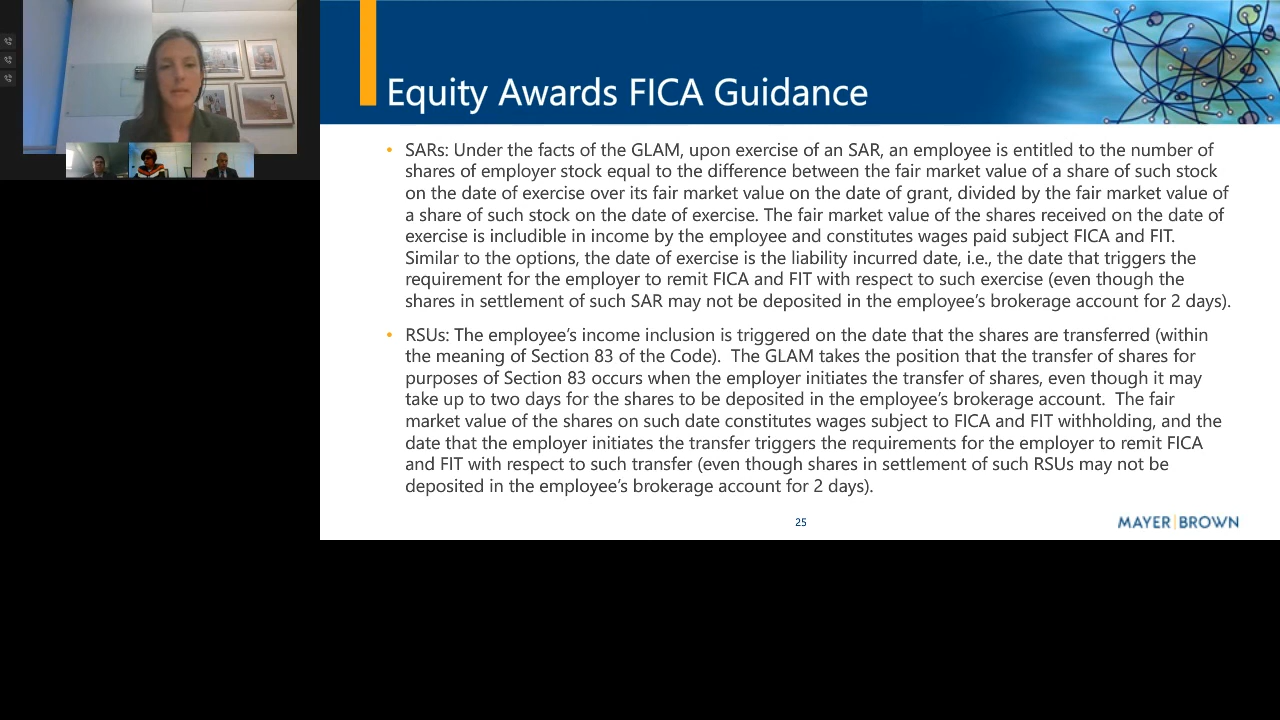 Equity Awards FICA Guidance
• SARs: Under the facts of the GLAM, upon exercise of an SAR, an employee is entitled to the number of
shares of employer stock equal to the difference between the fair market value of a share of such stock
on the date of exercise over its fair market value on the date of grant, divided by the fair market value of
a share of such stock on the date of exercise. The fair market value of the shares received on the date of
exercise is includible in income by the employee and constitutes wages paid subject FICA and FIT.
Similar to the options, the date of exercise is the liability incurred date, i.e., the date that triggers the
requirement for the employer to remit FICA and FIT with respect to such exercise (even though the
shares in settlement of such SAR may not be deposited in the employee’s brokerage account for 2 days).
• RSUs: The employee’s income inclusion is triggered on the date that the shares are transferred (within
the meaning of Section 83 of the Code).  The GLAM takes the position that the transfer of shares for
purposes of Section 83 occurs when the employer initiates the transfer of shares, even though it may
take up to two days for the shares to be deposited in the employee’s brokerage account.  The fair
market value of the shares on such date constitutes wages subject to FICA and FIT withholding, and the
date that the employer initiates the transfer triggers the requirements for the employer to remit FICA
and FIT with respect to such transfer (even though shares in settlement of such RSUs may not be
deposited in the employee’s brokerage account for 2 days).
25
MAYER|BROWN